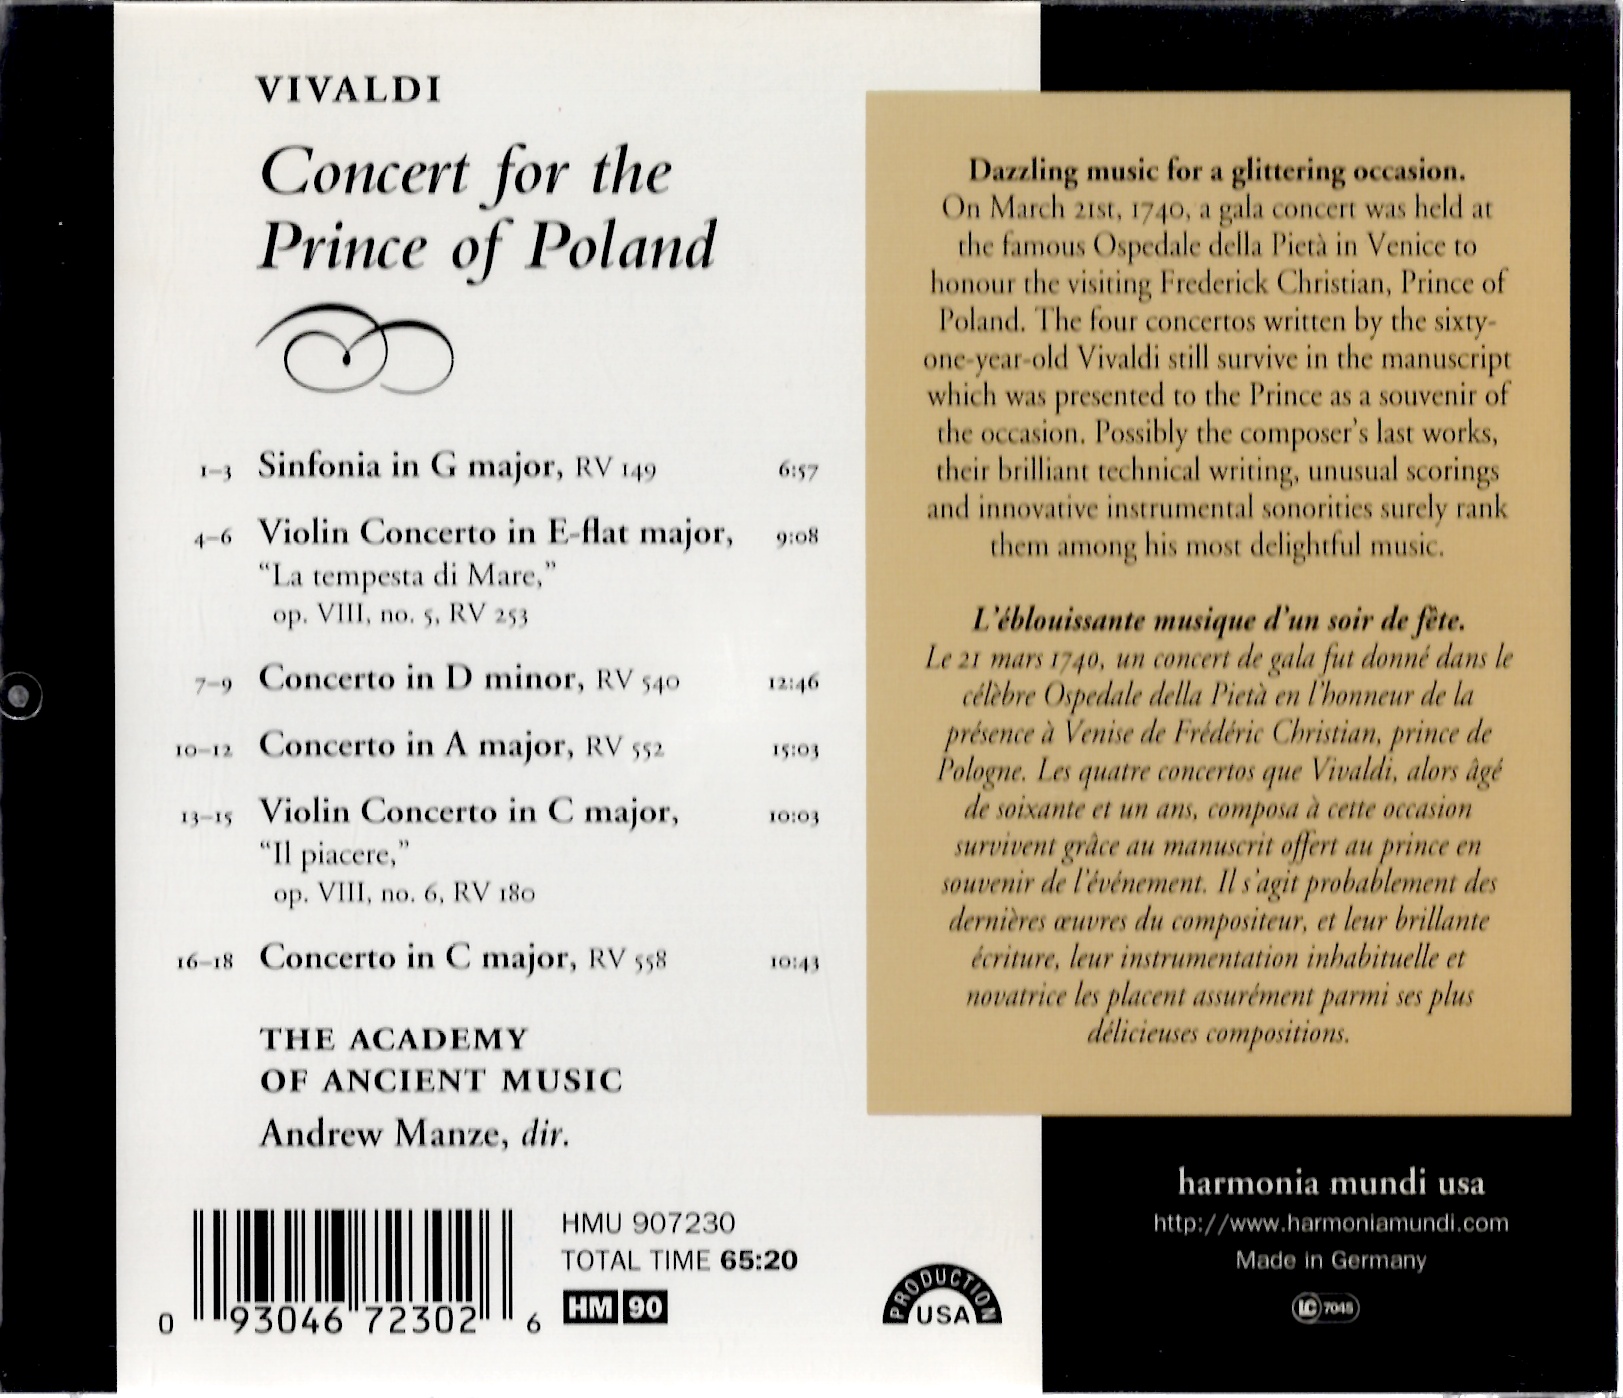 VIVALDI
Concert for the
Prince of Poland
1–3 Sinfonia in G major, RV 149 6:57
4–6 Violin Concerto in E-flat major, 9:08
“La tempesta di Mare,”
op. VIII, no. 5, RV 253
7–9 Concerto in D minor, RV 540 12:46
10–12 Concerto in A major, RV 552 15:03
13–15 Violin Concerto in C major, 10:03
“Il piacere,”
op. VIII, no. 6, RV 180
16–18 Concerto in C major, RV 558 10:43
THE ACADEMY
OF ANCIENT MUSIC
Andrew Manze, dir.
0 93046 72302 6
HMU 907230
TOTAL TIME 65:20
HM 90
PRODUCTION
USA
Dazzling music for a glittering occasion.
On March 21st, 1740, a gala concert was held at
the famous Ospedale della Pietà in Venice to
honour the visiting Frederick Christian, Prince of
Poland. The four concertos written by the sixty-
one-year-old Vivaldi still survive in the manuscript
which was presented to the Prince as a souvenir of
the occasion. Possibly the composer’s last works,
their brilliant technical writing, unusual scorings
and innovative instrumental sonorities surely rank
them among his most delightful music.
L’éblouissante musique d’un soir de fête.
Le 21 mars 1740, un concert de gala fut donné dans le
célèbre Ospedale della Pietà en l’honneur de la
présence à Venise de Frédéric Christian, prince de
Pologne. Les quatre concertos que Vivaldi, alors âgé
de soixante et un ans, composa à cette occasion
survivent grâce au manuscrit offert au prince en
souvenir de l’événement. Il s’agit probablement des
dernières œuvres du compositeur, et leur brillante
écriture, leur instrumentation inhabituelle et
novatrice les placent assurément parmi ses plus
délicieuses compositions.
harmonia mundi usa
http://www.harmoniamundi.com
Made in Germany
LC 7045